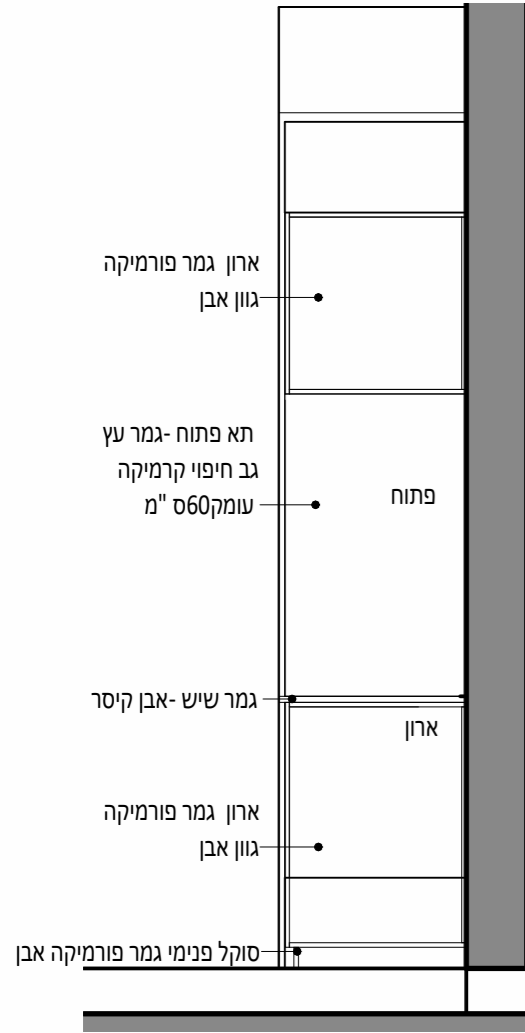 ארון גמר פורמיקה
גוון אבן
תא פתוח -גמר עץ
גב חיפוי קרמיקה
עומק60ס "מ
פתוח
גמר שיש -אבן קיסר
ארון
ארון גמר פורמיקה
גוון אבן
סוקל פנימי גמר פורמיקה אבן